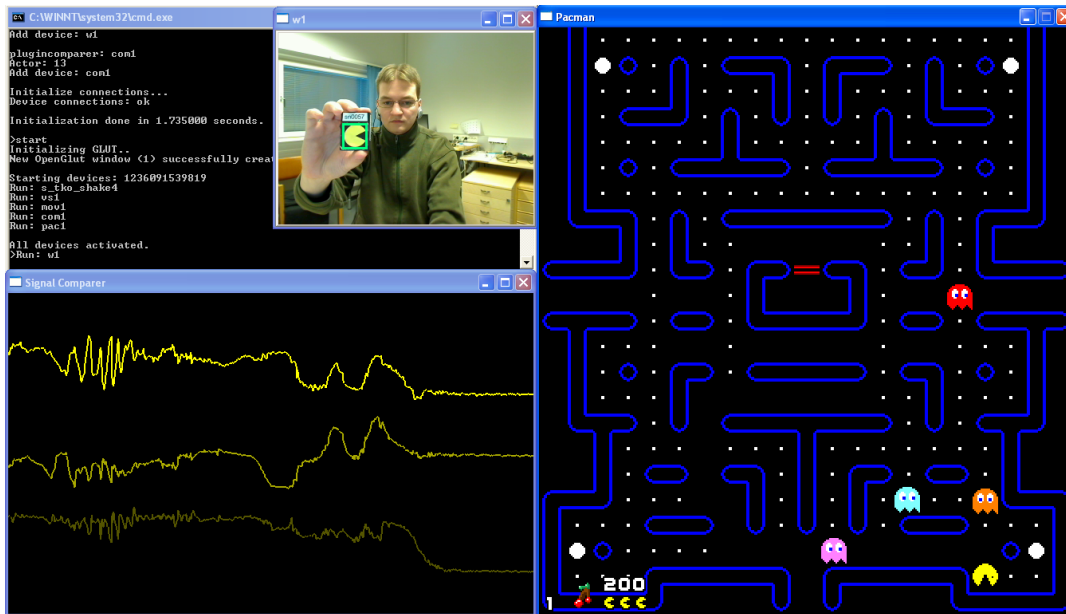 C:\WINNT\system32\cmd.exe
Add device: w1
plugincomparer: com1
Actor: 13
Add device: com1
Initialize connections...
Device connections: ok
Initialization done in 1.735000 seconds.
>start
Initializing GLUT..
New OpenGlut window (1) successfully creat
Starting devices: 1236091539819
Run: s_tko_shake4
Run: vs1
Run: mov1
Run: com1
Run: pac1
All devices activated.
>Run: w1
w1
sn0057
Signal Comparer
Pacman
200
1